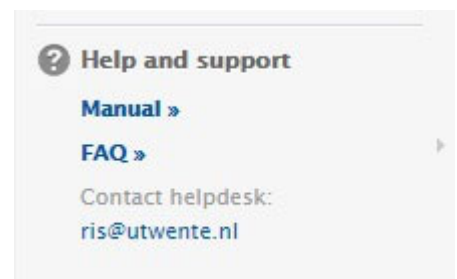 Help and support
Manual »
FAQ »
Contact helpdesk:
ris@utwente.nl